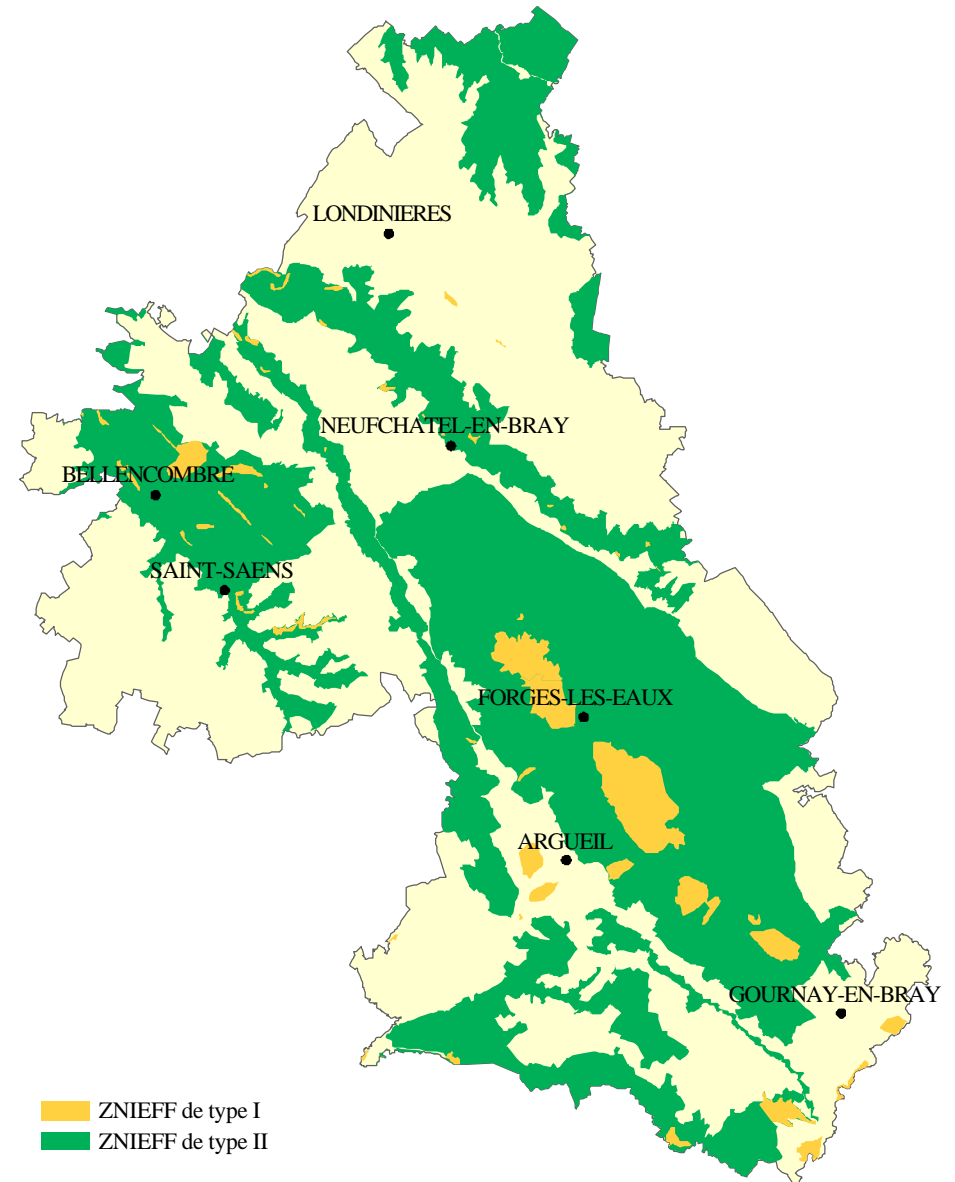 LONDINIERES
NEUFCHATEL-EN-BRAY
BELLENCOMBRE
SAINT-SAENS
FORGES-LES-EAUX
ARGUEIL
GOURNAY-EN-BRAY
ZNIEFF de type I
ZNIEFF de type II